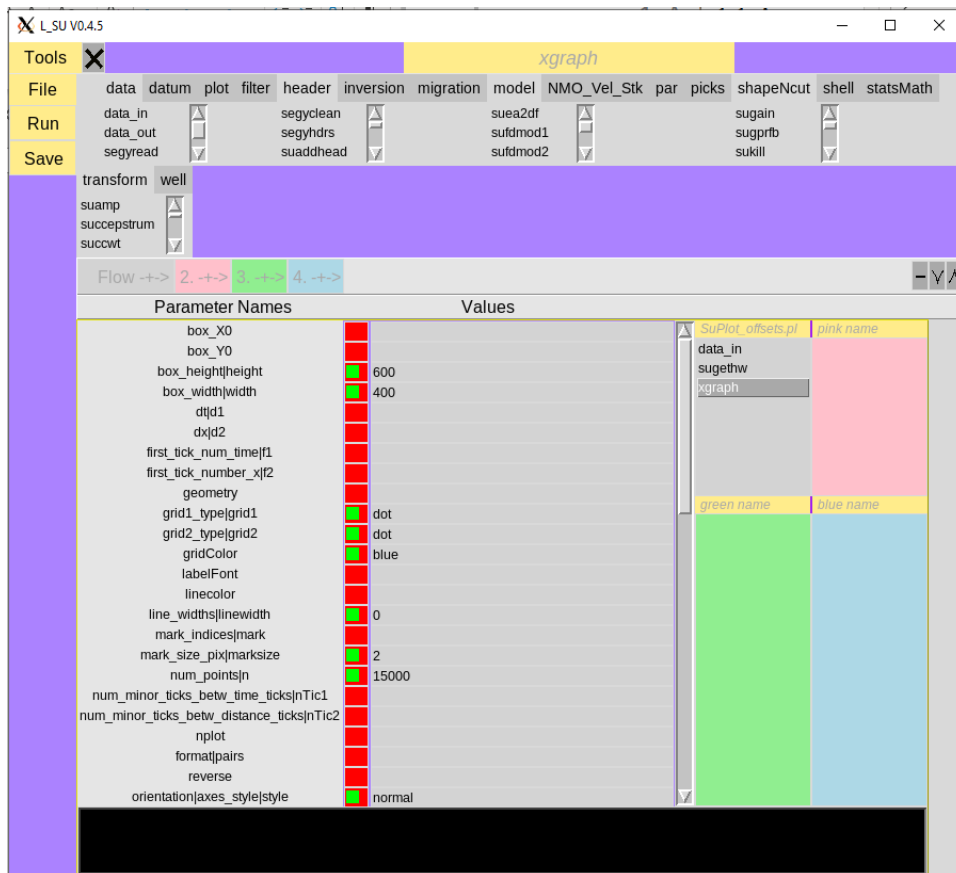 L_SU V0.4.5
Tools
xgraph
File
data datum plot filter header inversion migration model NMO_Vel_Stk par picks shapeNcut shell statsMath
Run
data_in segyclean suea2df sugain
data_out segyhdrs sufdmod1 sugprfb
Save
segyread suaddhead sufdmod2 sukill
transform well
suamp
succepstrum
succwt
Flow -+-> 2. -+-> 3. -+-> 4. -+->
Parameter Names Values
box_X0
box_Y0
box_height|height 600
box_width|width 400
dt|d1
dx|d2
first_tick_num_time|f1
first_tick_number_x|f2
geometry
grid1_type|grid1 dot
grid2_type|grid2 dot
gridColor blue
labelFont
linecolor
line_widths|linewidth 0
mark_indices|mark
mark_size_pix|marksize 2
num_points|n 15000
num_minor_ticks_betw_time_ticks|nTic1
num_minor_ticks_betw_distance_ticks|nTic2
nplot
format|pairs
reverse
orientation|axes_style|style normal
SuPlot_offsets.pl pink name
data_in
sugethw
xgraph
green name blue name